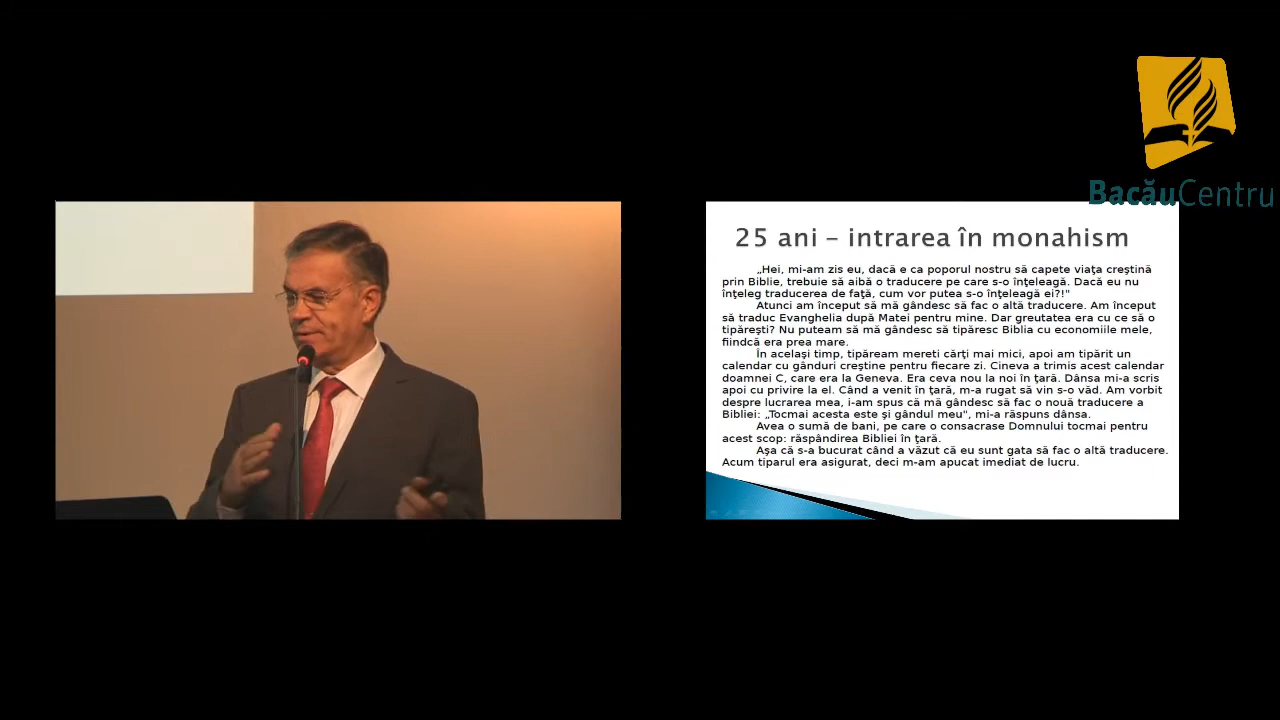 BacăuCentru
25 ani – intrarea în monahism
„Hei, mi-am zis eu, dacă e ca poporul nostru să capete viaţa creştină
prin Biblie, trebuie să aibă o traducere pe care s-o înţeleagă. Dacă eu nu
înţeleg traducerea de faţă, cum vor putea s-o înţeleagă ei?!"
Atunci am început să mă gândesc să fac o altă traducere. Am început
să traduc Evanghelia după Matei pentru mine. Dar greutatea era cu ce să o
tipăreşti? Nu puteam să mă gândesc să tipăresc Biblia cu economiile mele,
fiindcă era prea mare.
În acelaşi timp, tipăream mereti cărţi mai mici, apoi am tipărit un
calendar cu gânduri creştine pentru fiecare zi. Cineva a trimis acest calendar
doamnei C, care era la Geneva. Era ceva nou la noi în ţară. Dânsa mi-a scris
apoi cu privire la el. Când a venit în ţară, m-a rugat să vin s-o văd. Am vorbit
despre lucrarea mea, i-am spus că mă gândesc să fac o nouă traducere a
Bibliei: „Tocmai acesta este şi gândul meu", mi-a răspuns dânsa.
Avea o sumă de bani, pe care o consacrase Domnului tocmai pentru
acest scop: răspândirea Bibliei în ţară.
Aşa că s-a bucurat când a văzut că eu sunt gata să fac o altă traducere.
Acum tiparul era asigurat, deci m-am apucat imediat de lucru.